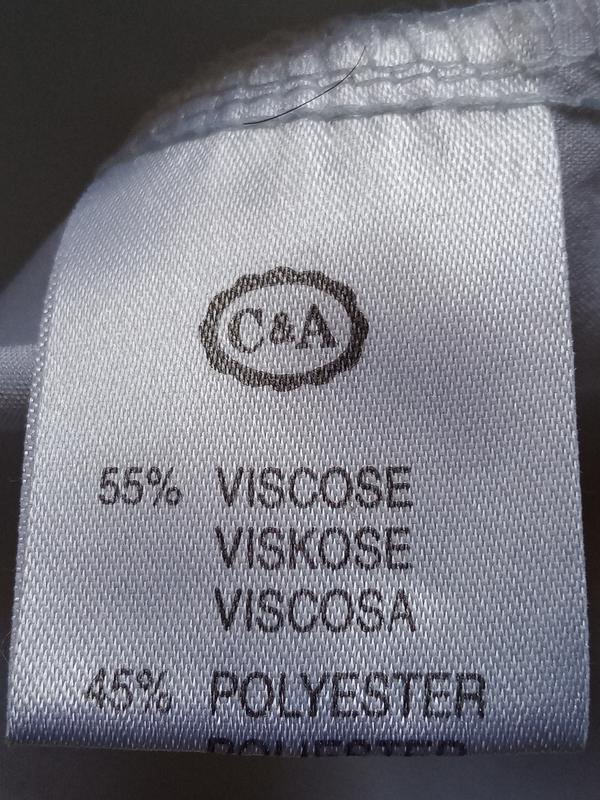 C&A
55% VISCOSE
VISKOSE
VISCOSA
45% POLYESTER